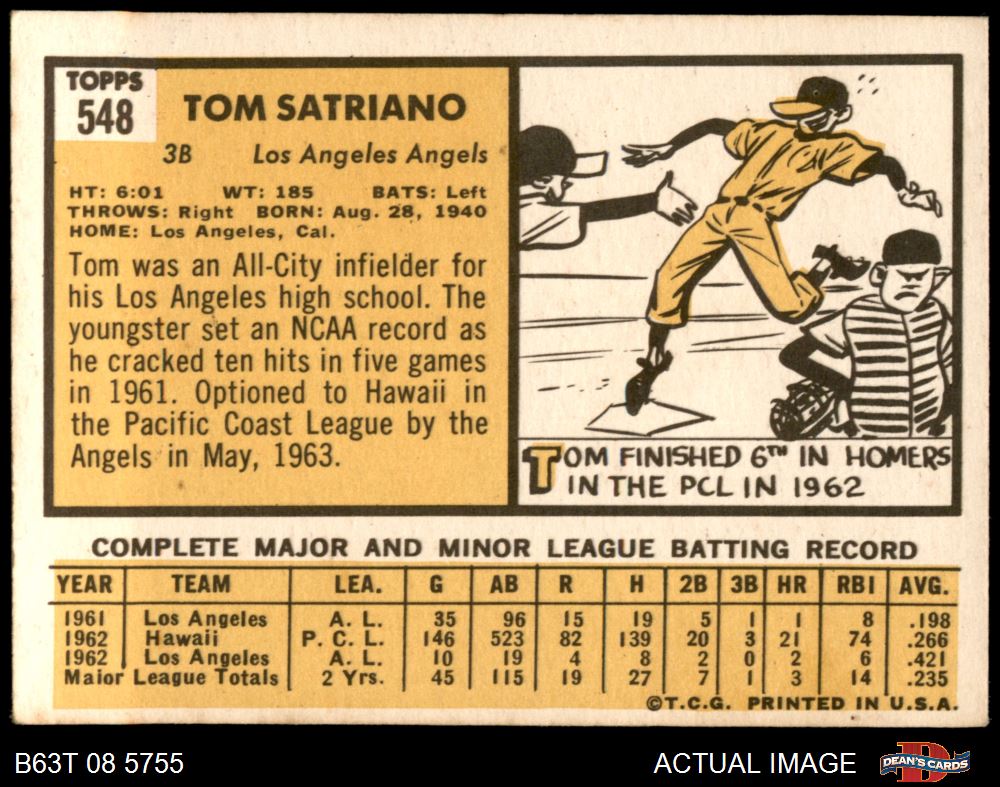 TOPPS
548
TOM SATRIANO
3B Los Angeles Angels
HT: 6:01 WT: 185 BATS: Left
THROWS: Right BORN: Aug. 28, 1940
HOME: Los Angeles, Cal.
Tom was an All-City infielder for
his Los Angeles high school. The
youngster set an NCAA record as
he cracked ten hits in five games
in 1961. Optioned to Hawaii in
the Pacific Coast League by the
Angels in May, 1963.
TOM FINISHED 6TH IN HOMERS
IN THE PCL IN 1962
COMPLETE MAJOR AND MINOR LEAGUE BATTING RECORD
YEAR TEAM LEA. G AB R H 2B 3B HR RBI AVG.
1961 Los Angeles A. L. 35 96 15 19 5 1 1 8 .198
1962 Hawaii P. C. L. 146 523 82 139 20 3 21 74 .266
1962 Los Angeles A. L. 10 19 4 8 2 0 2 6 .421
Major League Totals 2 Yrs. 45 115 19 27 7 1 3 14 .235
©T.C.G. PRINTED IN U.S.A.
B63T 08 5755 ACTUAL IMAGE D DEAN'S CARDS